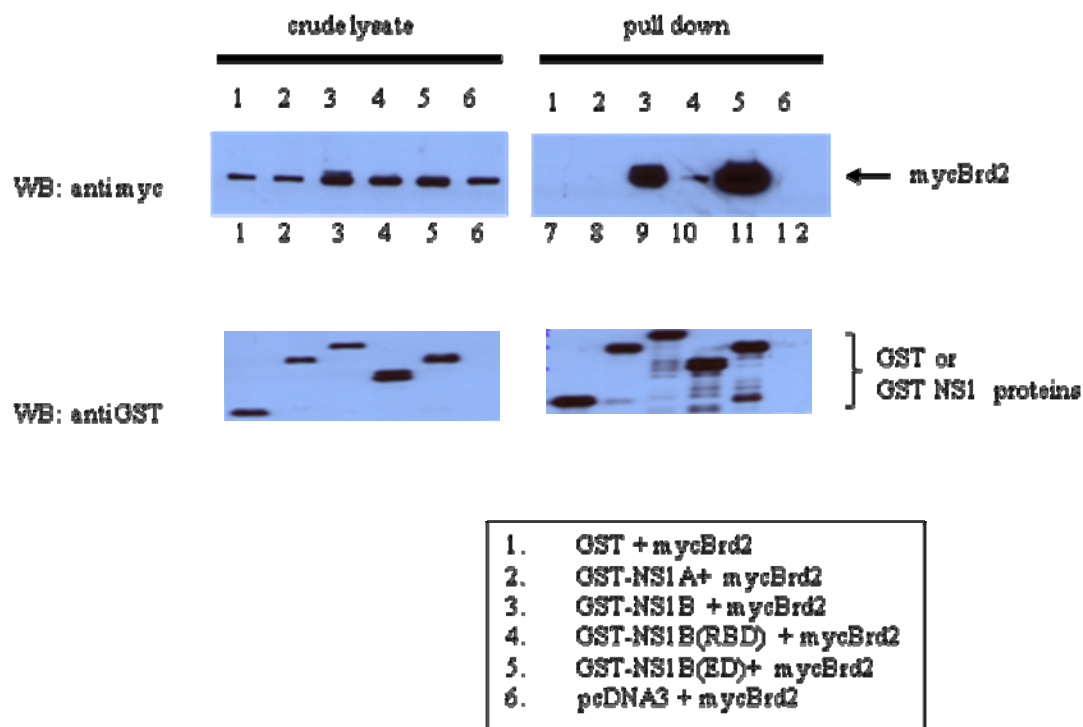 crude lysate pull down
1 2 3 4 5 6 1 2 3 4 5 6
WB: antimyc
mycBrd2
1 2 3 4 5 6 7 8 9 10 11 1 2
WB: antiGST
GST or
GST NS1 proteins
1. GST + mycBrd2
2. GST-NS1A+ mycBrd2
3. GST-NS1B + mycBrd2
4. GST-NS1B(RBD) + mycBrd2
5. GST-NS1B(ED)+ mycBrd2
6. pcDNA3 + mycBrd2